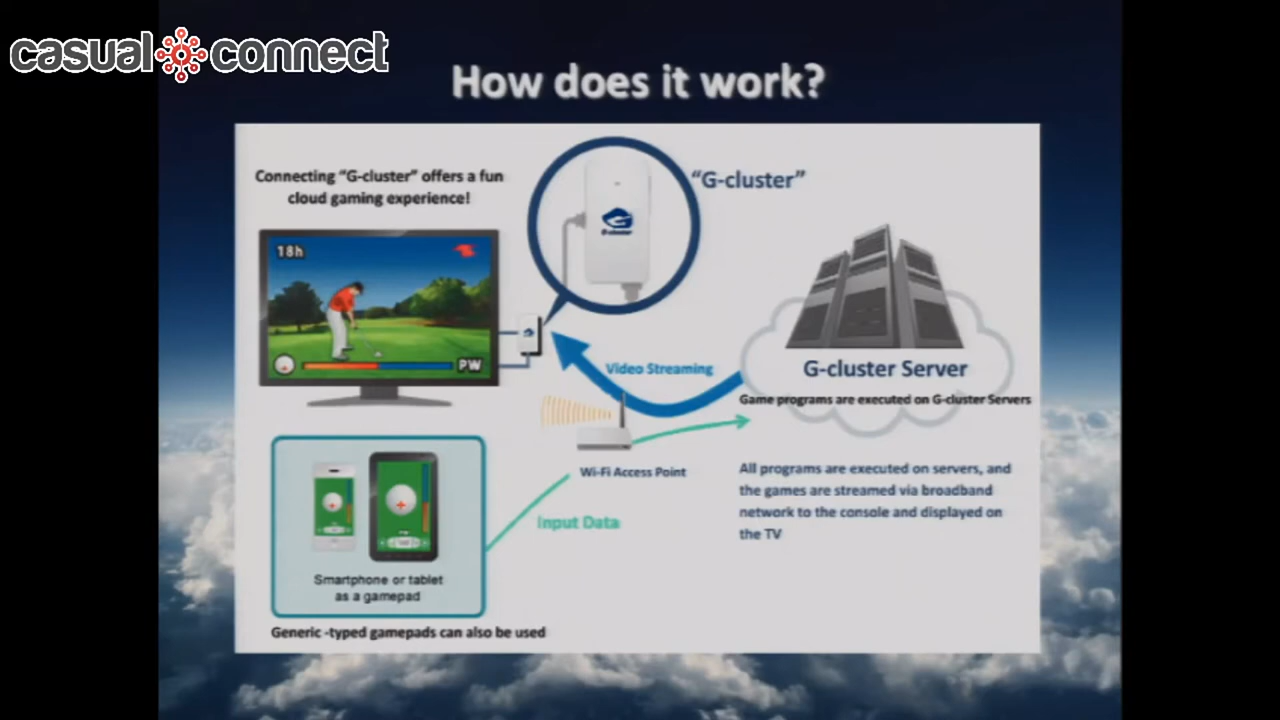 casual connect
How does it work?
Connecting “G-cluster” offers a fun
cloud gaming experience!
“G-cluster”
G-cluster
18h
PW
Video Streaming
G-cluster Server
Game programs are executed on G-cluster Servers
Wi-Fi Access Point
All programs are executed on servers, and
the games are streamed via broadband
network to the console and displayed on
the TV
Input Data
Smartphone or tablet
as a gamepad
Generic -typed gamepads can also be used